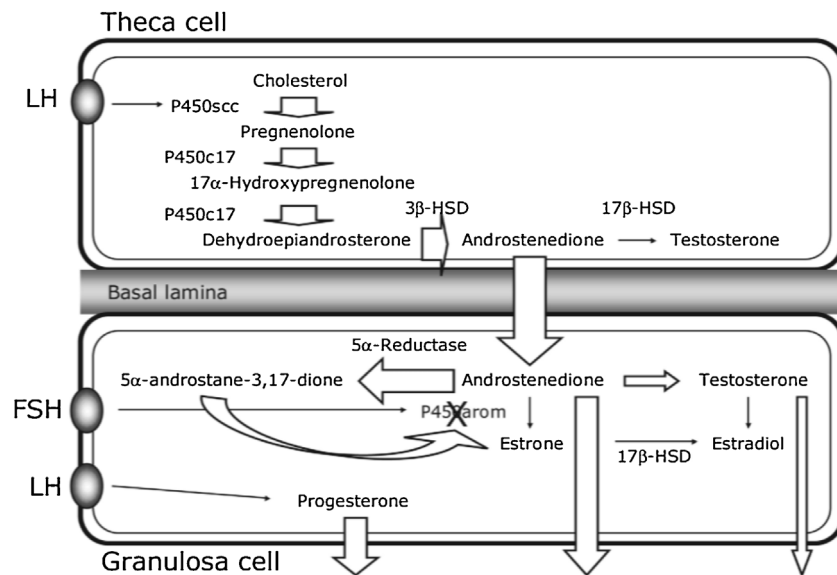 Theca cell
Cholesterol
LH
P450scc
Pregnenolone
P450c17
17α-Hydroxypregnenolone
P450c17
3β-HSD
17β-HSD
Dehydroepiandrosterone
Androstenedione
Testosterone
Basal lamina
5α-Reductase
5α-androstane-3,17-dione
Androstenedione
Testosterone
FSH
P450arom
Estrone
17β-HSD
Estradiol
LH
Progesterone
Granulosa cell